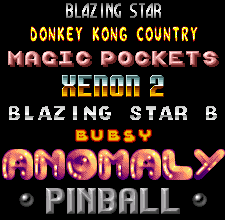 BLAZING STAR
DONKEY KONG COUNTRY
MAGIC POCKETS
XENON 2
BLAZING STAR B
BUBSY
ANOMALY
• PINBALL •